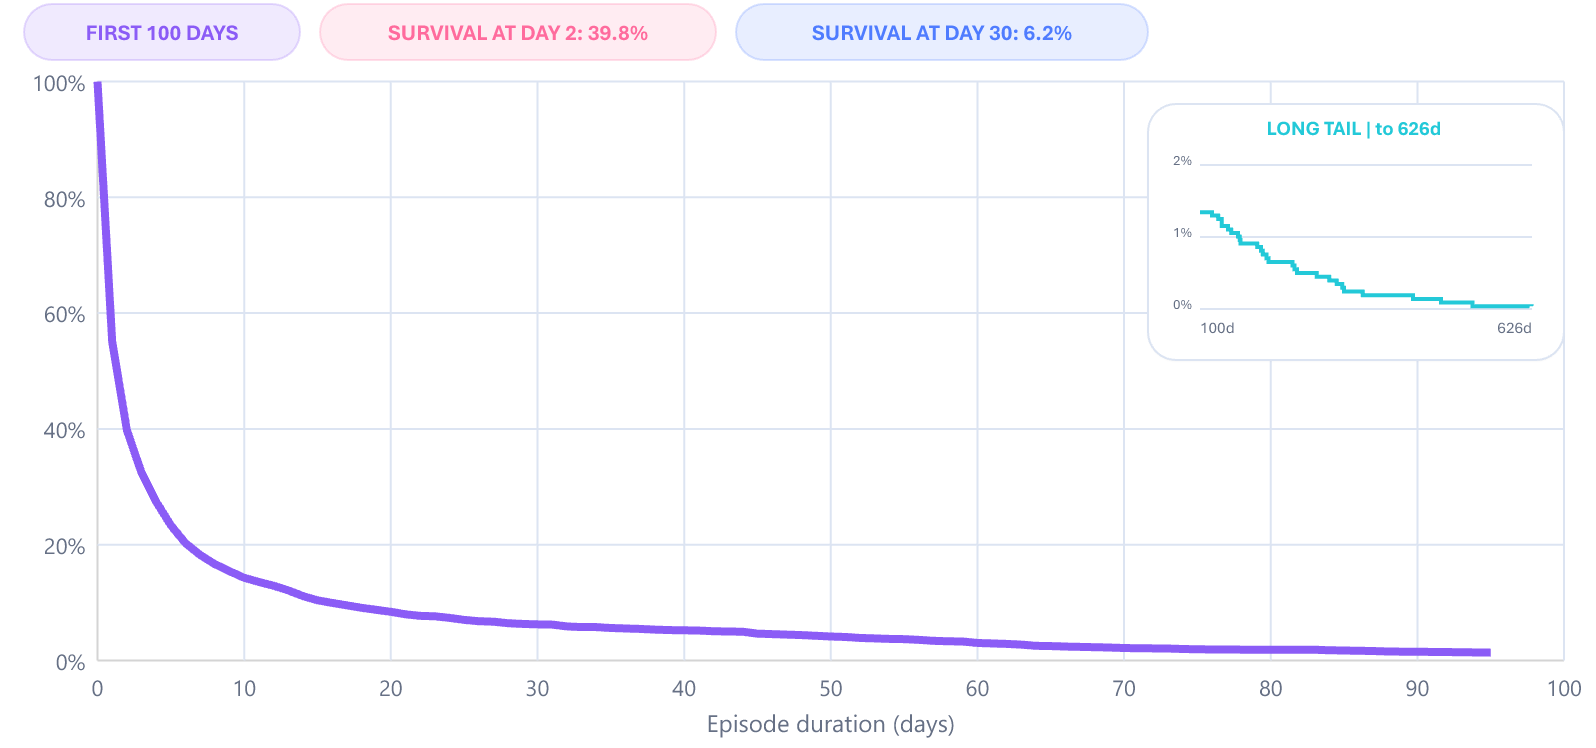 FIRST 100 DAYS
SURVIVAL AT DAY 2: 39.8%
SURVIVAL AT DAY 30: 6.2%
100%
80%
60%
40%
20%
0%
LONG TAIL | to 626d
2%
1%
0%
100d 626d
0 10 20 30 40 50 60 70 80 90 100
Episode duration (days)